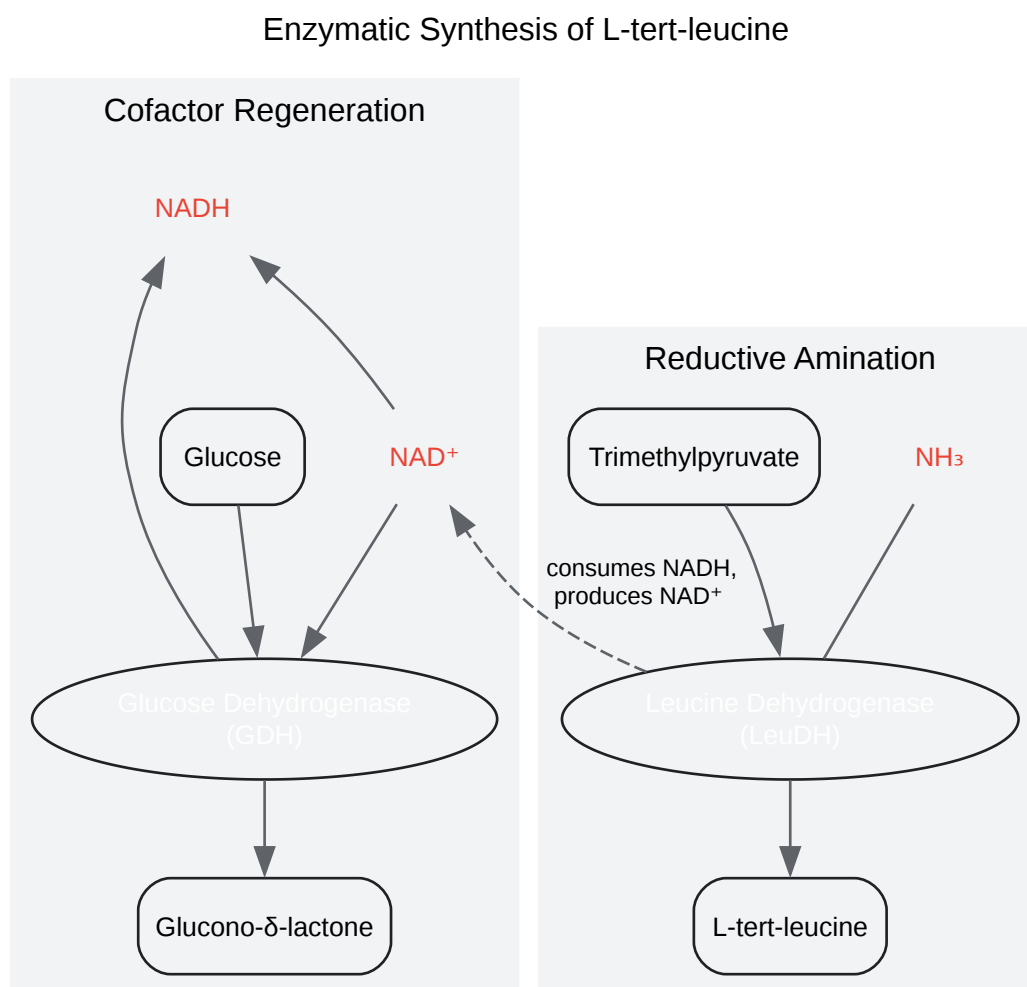 Enzymatic Synthesis of L-tert-leucine
Cofactor Regeneration
NADH
Glucose
NAD⁺
Reductive Amination
Trimethylpyruvate
NH₃
consumes NADH,
produces NAD⁺
Glucose Dehydrogenase
(GDH)
Leucine Dehydrogenase
(LeuDH)
Glucono-δ-lactone
L-tert-leucine